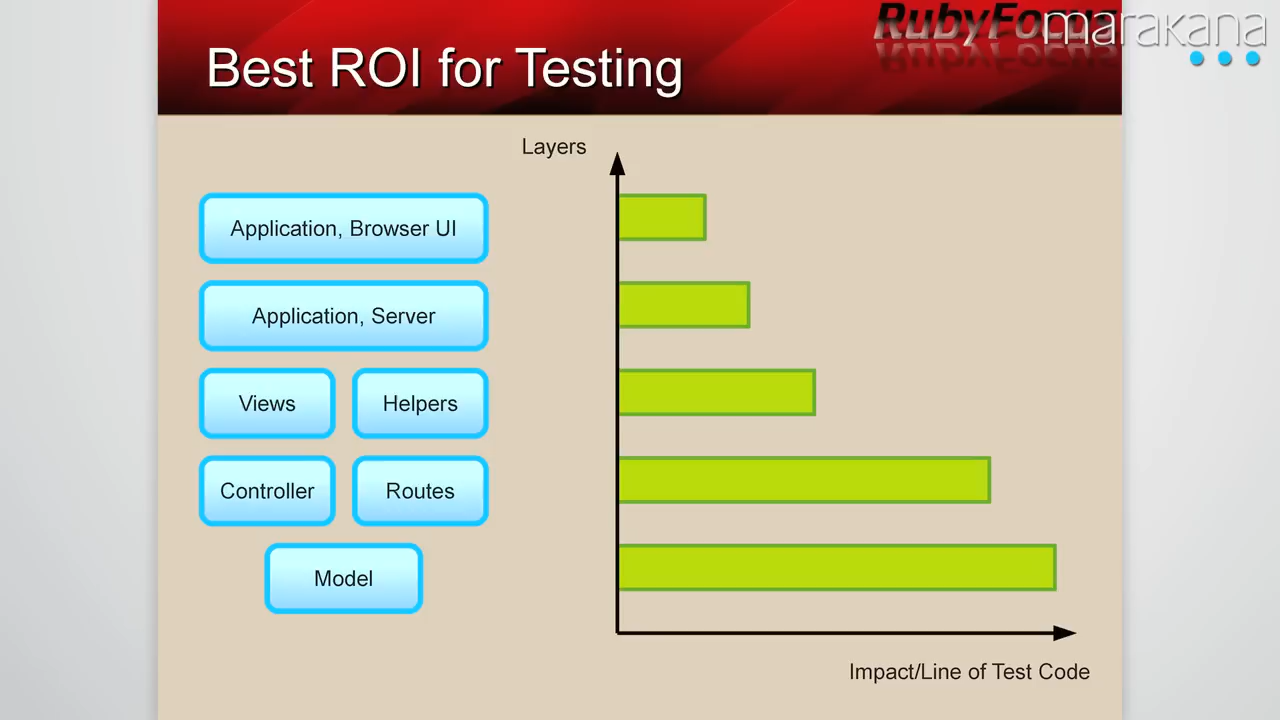 RubyFocus
marakana
Best ROI for Testing
Layers
Application, Browser UI
Application, Server
Views
Helpers
Controller
Routes
Model
Impact/Line of Test Code